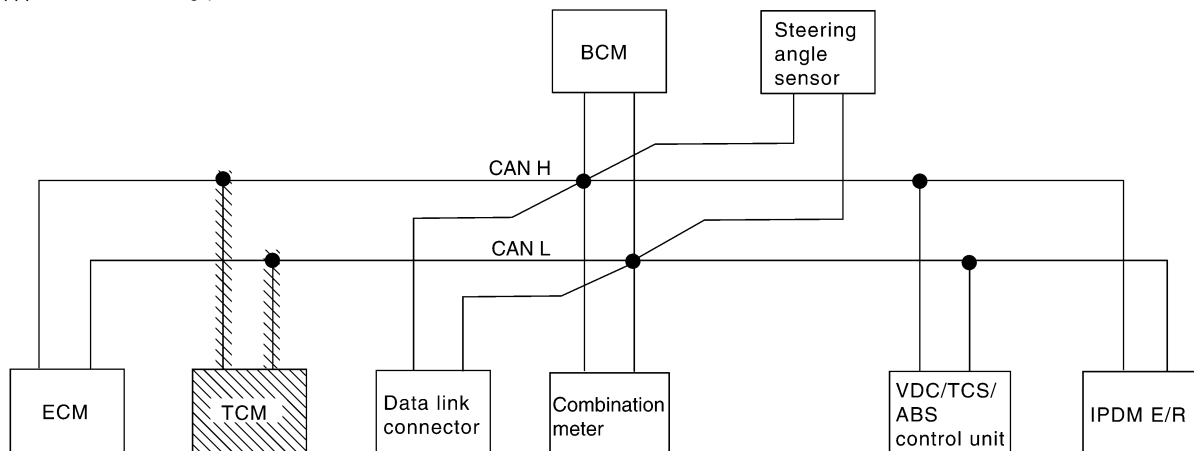 BCM
Steering
angle
sensor
CAN H
CAN L
ECM
TCM
Data link
connector
Combination
meter
VDC/TCS/
ABS
control unit
IPDM E/R